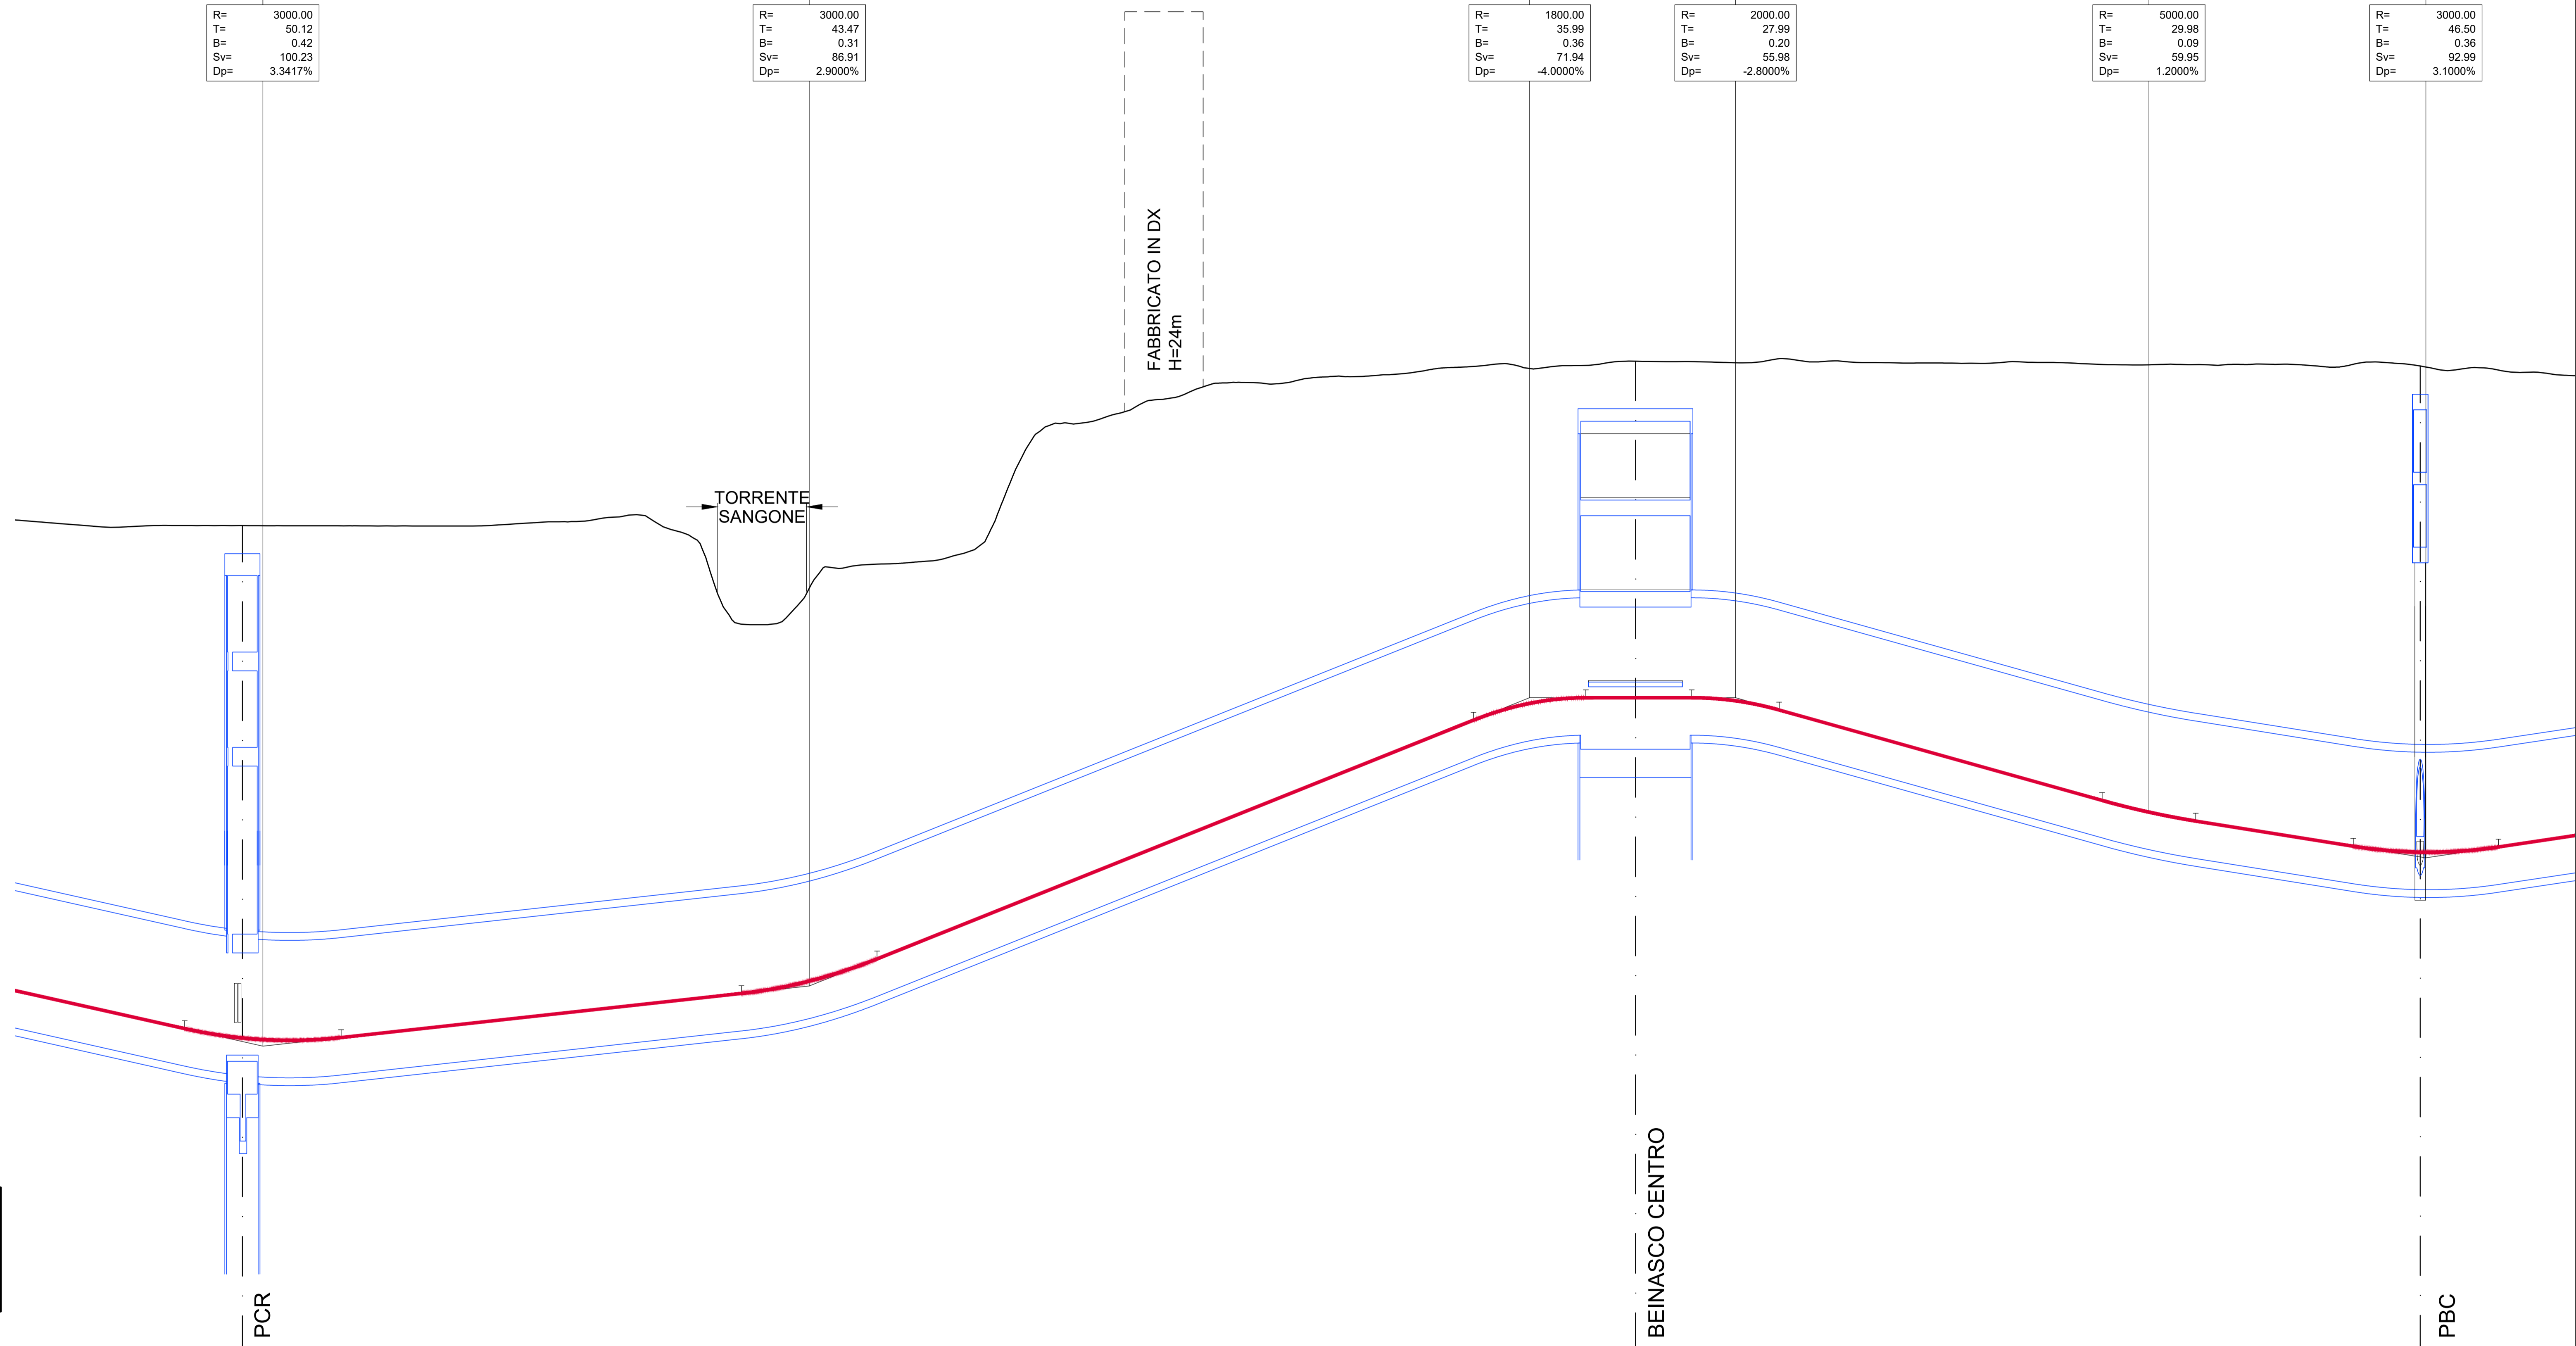 R= 3000.00
T= 50.12
B= 0.42
Sv= 100.23
Dp= 3.3417%
R= 3000.00
T= 43.47
B= 0.31
Sv= 86.91
Dp= 2.9000%
R= 1800.00
T= 35.99
B= 0.36
Sv= 71.94
Dp= -4.0000%
R= 2000.00
T= 27.99
B= 0.20
Sv= 55.98
Dp= -2.8000%
R= 5000.00
T= 29.98
B= 0.09
Sv= 59.95
Dp= 1.2000%
R= 3000.00
T= 46.50
B= 0.36
Sv= 92.99
Dp= 3.1000%
FABBRICATO IN DX
H=24m
TORRENTE
SANGONE
PCR
BEINASCO CENTRO
PBC